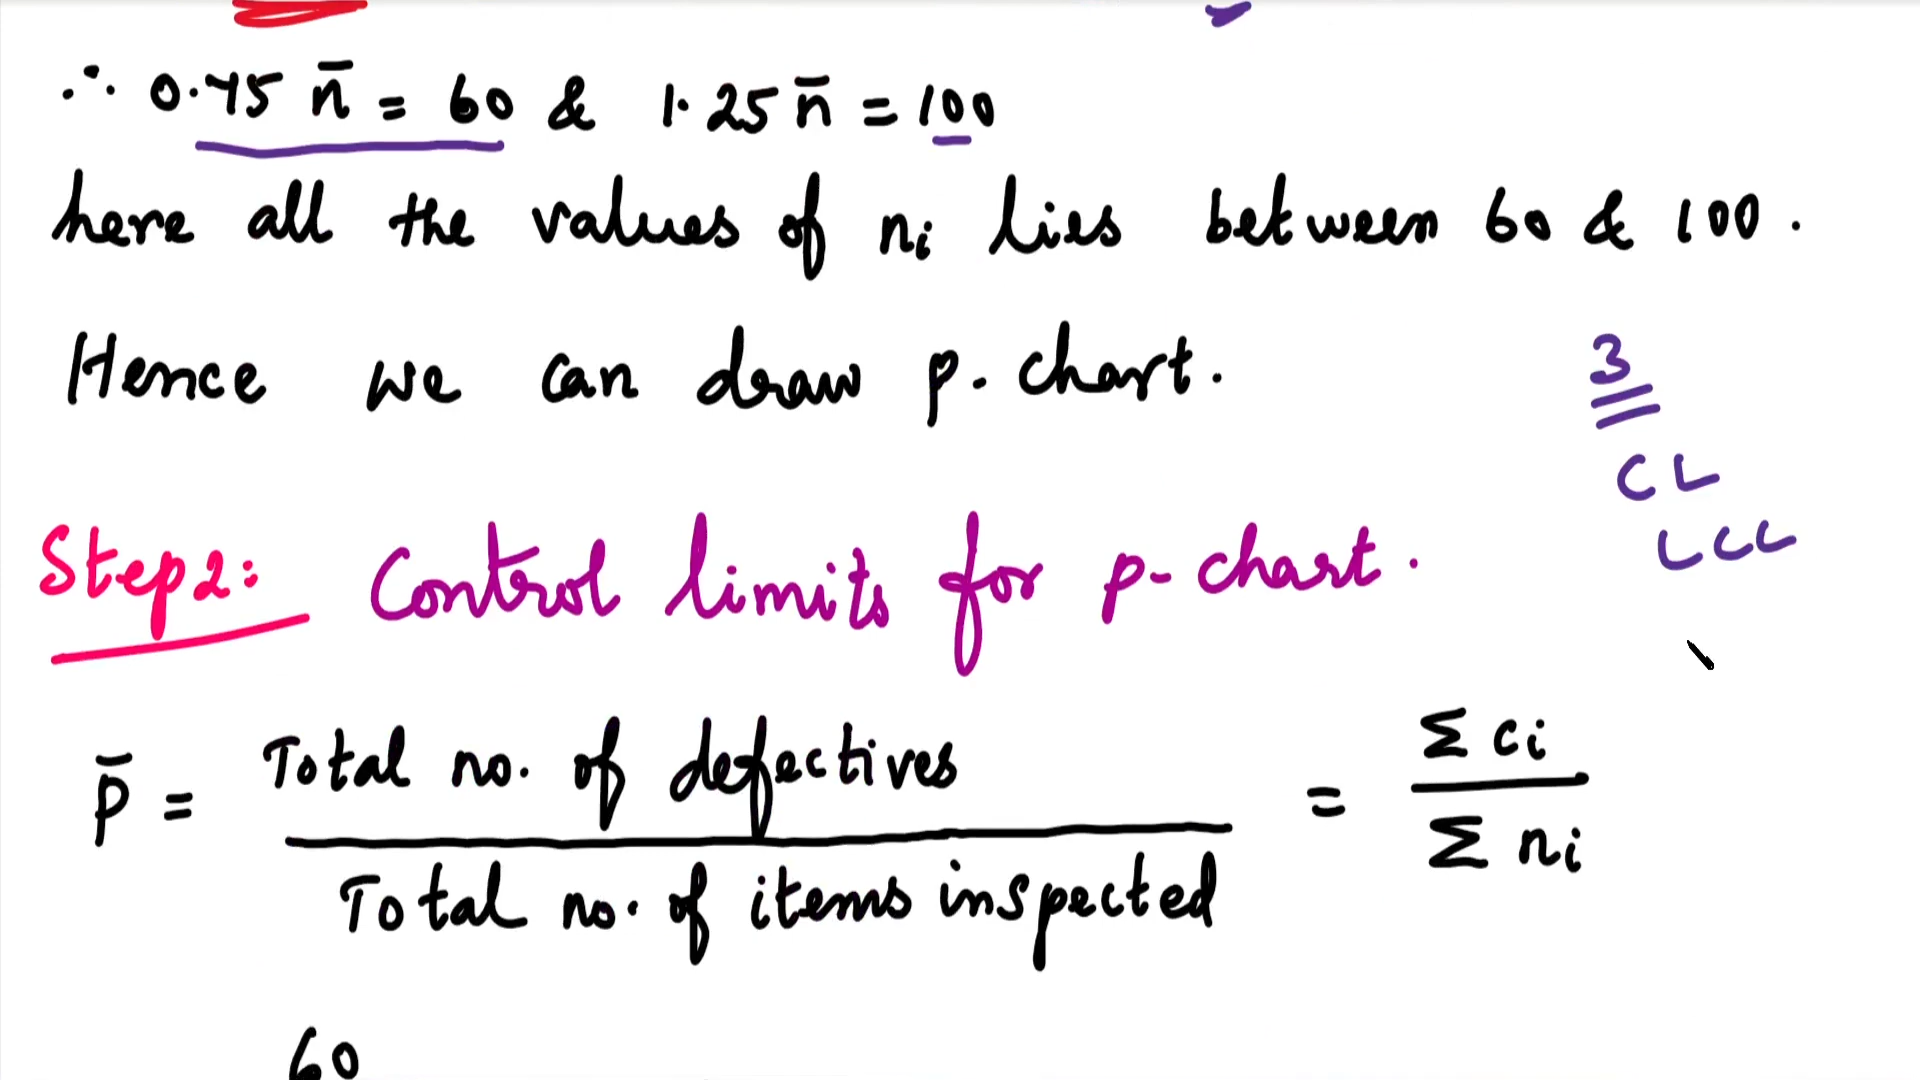 ∴ 0.75 n̄ = 60 & 1.25 n̄ = 100
here all the values of ni lies between 60 & 100.
Hence we can draw p-chart.
3
CL
LCL
Step2: Control limits for p-chart.
p̄ = Total no. of defectives / Total no. of items inspected = Σ ci / Σ ni
60